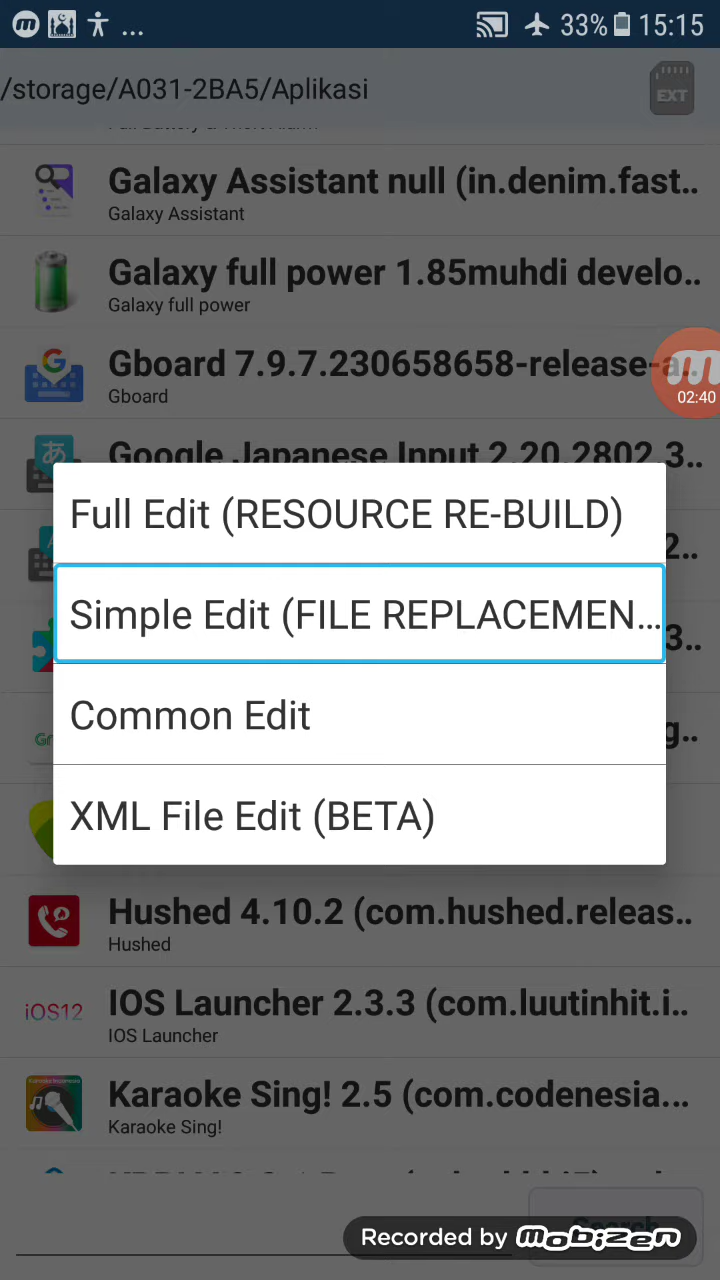 ... 33% 15:15
/storage/A031-2BA5/Aplikasi
EXT
Galaxy Assistant null (in.denim.fast..
Galaxy Assistant
Galaxy full power 1.85muhdi develo..
Galaxy full power
Gboard 7.9.7.230658658-release-a..
Gboard
02:40
Google Japanese Input 2.20.2802.3..
Full Edit (RESOURCE RE-BUILD)
2..
Simple Edit (FILE REPLACEMEN...
3..
Common Edit
g..
XML File Edit (BETA)
Hushed 4.10.2 (com.hushed.releas..
Hushed
iOS12
IOS Launcher 2.3.3 (com.luutinhit.i..
IOS Launcher
Karaoke Sing! 2.5 (com.codenesia...
Karaoke Sing!
Search
Recorded by mobizen